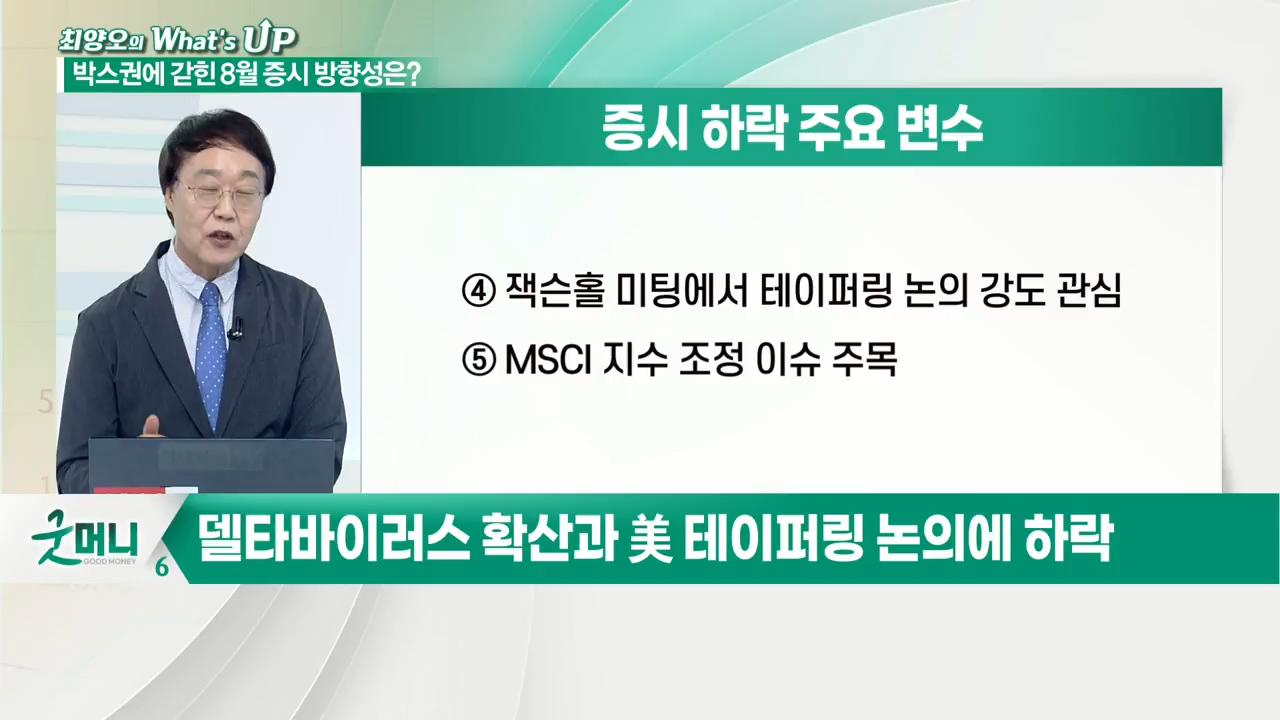 최양오의 What's UP
박스권에 갇힌 8월 증시 방향성은?
증시 하락 주요 변수
④ 잭슨홀 미팅에서 테이퍼링 논의 강도 관심
⑤ MSCI 지수 조정 이슈 주목
5
1
굿머니
GOOD MONEY
6
델타바이러스 확산과 美 테이퍼링 논의에 하락